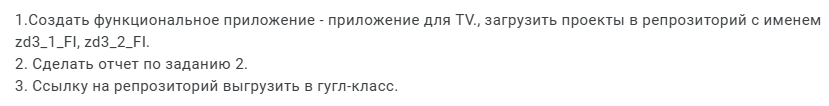 1.Создать функциональное приложение - приложение для TV., загрузить проекты в репрозиторий с именем
zd3_1_FI, zd3_2_FI.
2. Сделать отчет по заданию 2.
3. Ссылку на репрозиторий выгрузить в гугл-класс.